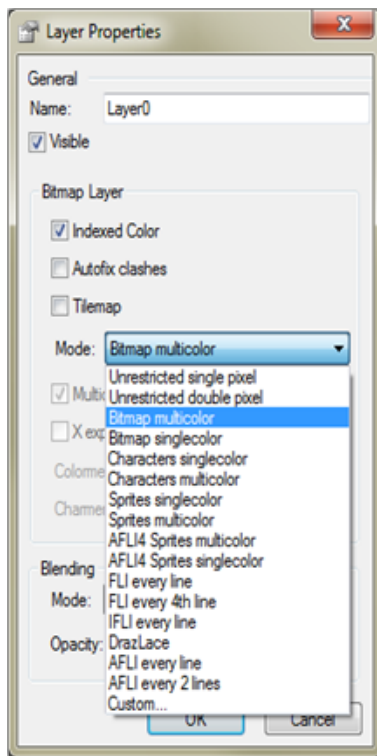 Layer Properties
General
Name: Layer0
Visible
Bitmap Layer
Indexed Color
Autofix clashes
Tilemap
Mode: Bitmap multicolor
Unrestricted single pixel
Unrestricted double pixel
Bitmap multicolor
Bitmap singlecolor
Characters singlecolor
Characters multicolor
Sprites singlecolor
Sprites multicolor
AFLI4 Sprites multicolor
AFLI4 Sprites singlecolor
FLI every line
FLI every 4th line
IFLI every line
DrazLace
AFLI every line
AFLI every 2 lines
Custom...
Blending
Mode:
Opacity:
OK Cancel